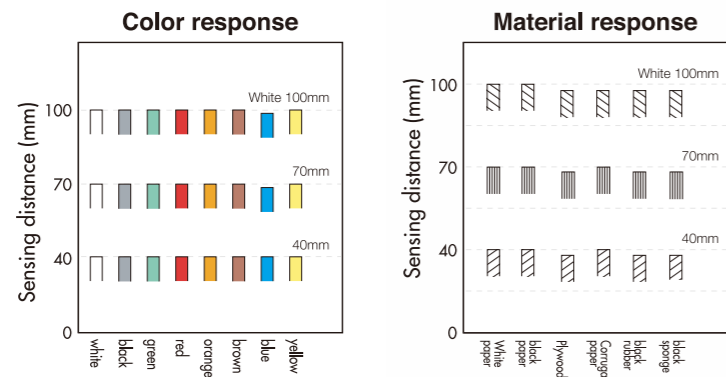 Color response
Sensing distance (mm)
White 100mm
100
70mm
70
40mm
40
0
white
black
green
red
orange
brown
blue
yellow
Material response
Sensing distance (mm)
White 100mm
100
70mm
70
40mm
40
0
White
paper
black
paper
Plywood
Corruga
paper
black
rubber
black
sponge